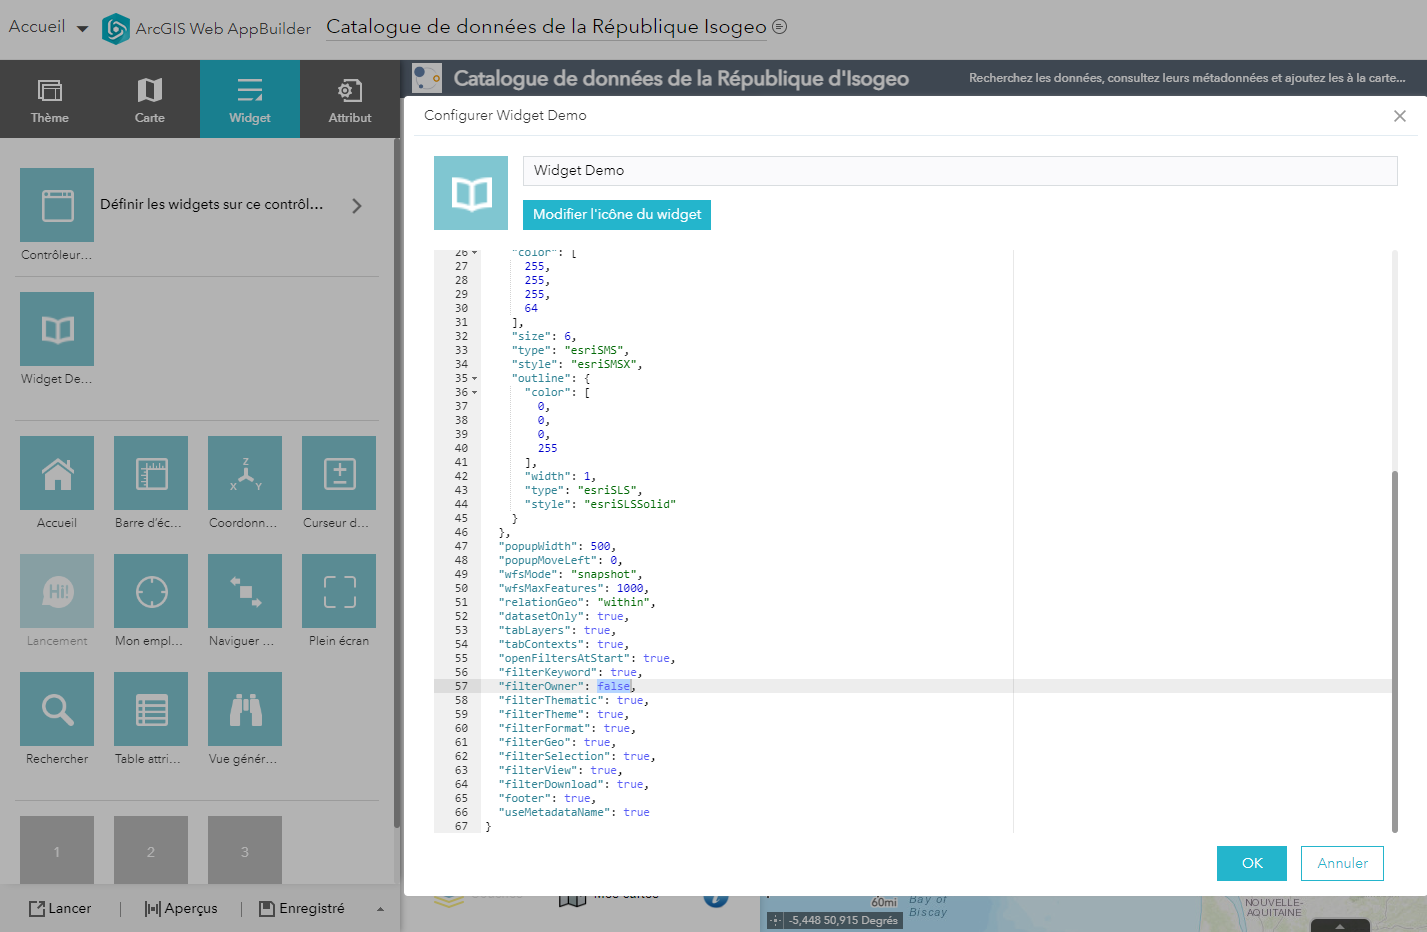 Accueil
ArcGIS Web AppBuilder
Catalogue de données de la République Isogeo
Thème
Carte
Widget
Attribut
Catalogue de données de la République d'Isogeo
Recherchez les données, consultez leurs métadonnées et ajoutez les à la carte...
Définir les widgets sur ce contrôl...
Contrôleur...
Widget De...
Accueil
Barre d'éc...
Coordonn...
Curseur d...
Hi!
Lancement
Mon empl...
Naviguer ...
Plein écran
Rechercher
Table attri...
Vue génér...
1
2
3
Lancer
Aperçus
Enregistré
Configurer Widget Demo
Widget Demo
Modifier l'icône du widget
26 "color": [
27 255,
28 255,
29 255,
30 64
31 ],
32 "size": 6,
33 "type": "esriSMS",
34 "style": "esriSMSX",
35 "outline": {
36 "color": [
37 0,
38 0,
39 0,
40 255
41 ],
42 "width": 1,
43 "type": "esriSLS",
44 "style": "esriSLSSolid"
45 }
46 },
47 "popupWidth": 500,
48 "popupMoveLeft": 0,
49 "wfsMode": "snapshot",
50 "wfsMaxFeatures": 1000,
51 "relationGeo": "within",
52 "datasetOnly": true,
53 "tabLayers": true,
54 "tabContexts": true,
55 "openFiltersAtStart": true,
56 "filterKeyword": true,
57 "filterOwner": false,
58 "filterThematic": true,
59 "filterTheme": true,
60 "filterFormat": true,
61 "filterGeo": true,
62 "filterSelection": true,
63 "filterView": true,
64 "filterDownload": true,
65 "footer": true,
66 "useMetadataName": true
67 }
OK
Annuler
Mes cartes
60mi
Bay of
Biscay
-5,448 50,915 Degrés
NOUVELLE-
AQUITAINE